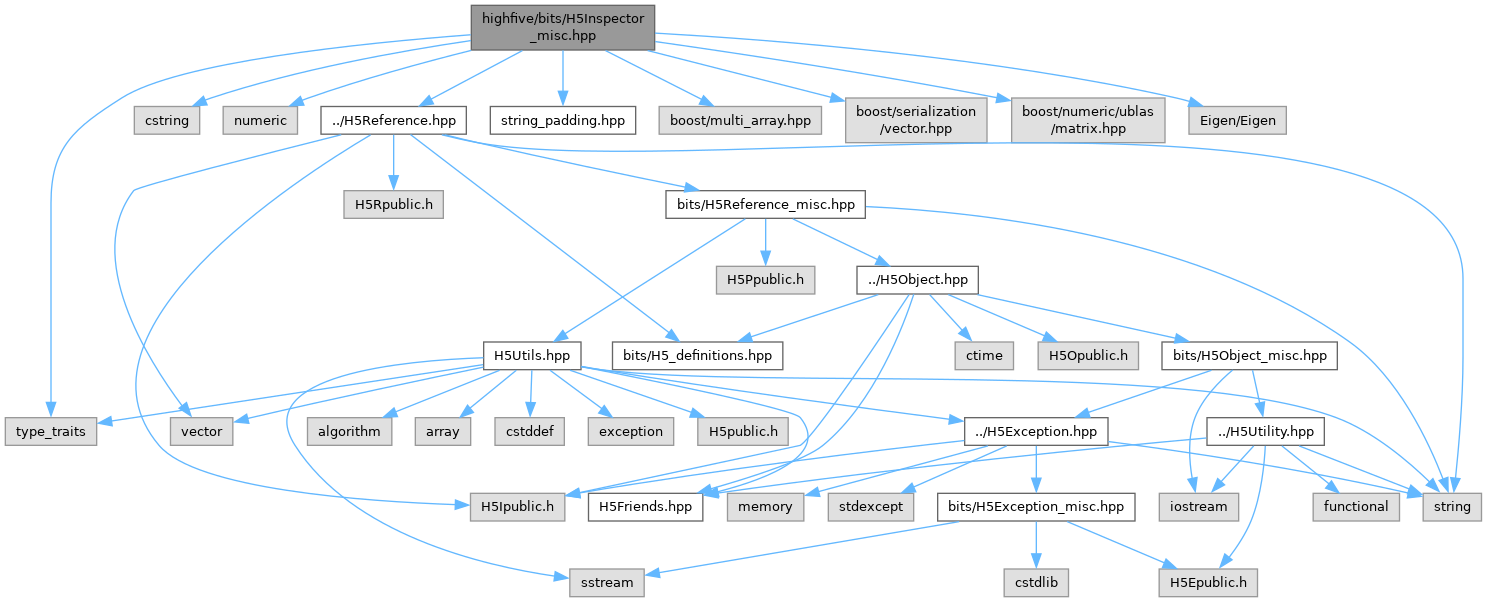 highfive/bits/H5Inspector
_misc.hpp
cstring
numeric
../H5Reference.hpp
string_padding.hpp
boost/multi_array.hpp
boost/serialization
/vector.hpp
boost/numeric/ublas
/matrix.hpp
Eigen/Eigen
H5Rpublic.h
bits/H5Reference_misc.hpp
H5Ppublic.h
../H5Object.hpp
H5Utils.hpp
bits/H5_definitions.hpp
ctime
H5Opublic.h
bits/H5Object_misc.hpp
type_traits
vector
algorithm
array
cstddef
exception
H5public.h
../H5Exception.hpp
../H5Utility.hpp
H5Ipublic.h
H5Friends.hpp
memory
stdexcept
bits/H5Exception_misc.hpp
iostream
functional
string
sstream
cstdlib
H5Epublic.h